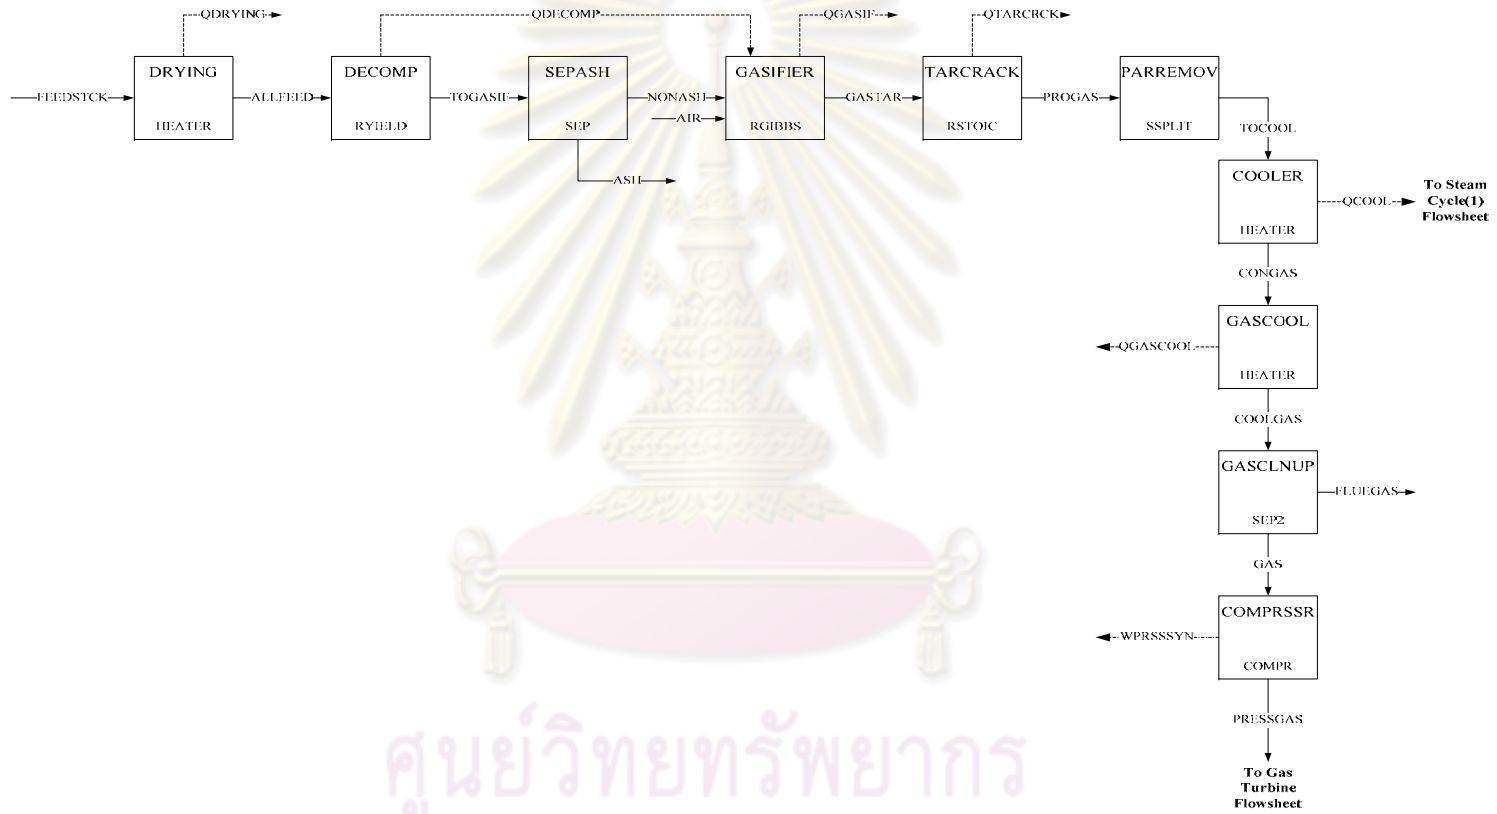 QDRYING
QDECOMP
QGASIF
QTARCRCK
DRYING
HEATER
DECOMP
RYIELD
SEPASH
SEP
GASIFIER
RGIBBS
TARCRACK
RSTOIC
PARREMOV
SSPLIT
FEEDSTCK
ALLFEED
TOGASIF
NONASH
AIR
GASTAR
PROGAS
TOCOOL
ASH
COOLER
HEATER
QCOOL
To Steam
Cycle(1)
Flowsheet
CONGAS
GASCOOL
HEATER
QGASCOOL
COOLGAS
GASCLNUP
SEP2
FLUEGAS
GAS
COMPRSSR
COMPR
WPRSSSYN
PRESSGAS
To Gas
Turbine
Flowsheet
ศูนย์วิทยทรัพยากร